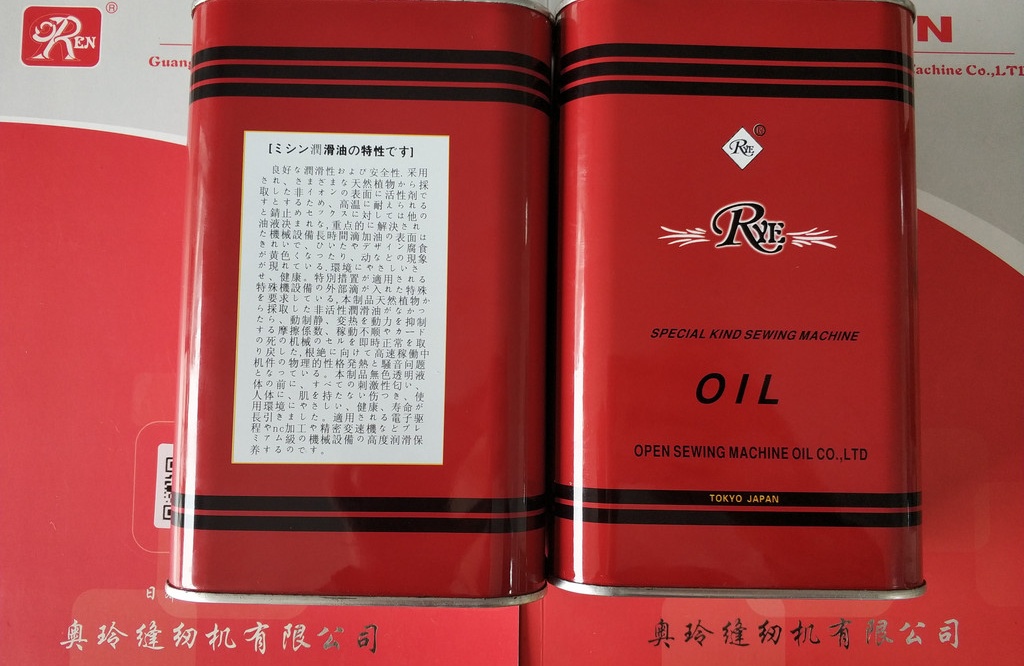 REN
®
Guang
[ミシン潤滑油の特性です]
良好な潤滑性および安全性. 采用
され、さまざまな天然植物から採
取した非イオンの表面に活性剤で
すとするため、高温に耐えられる
と錆止めセックスに対しては他の
油液決まれな,重点的に解決され
た機械設備長時間滴加油の表面は
きれいで、ひいたやデザイン腐食
が黄色くなったり、动などの現象
が現れている.環境にやさしいさ
せ、健康。特別措置が適用される
特殊機設備の外部滴が入れた特殊
を要求している,本制品天然植物か
ら採取した非活性潤滑油がなかっ
たら、動制静、変熱を動力を抑制
する摩擦係数、稼動不順やカード
の死の机械のセルを即時正常を取
り戻した,根絶に向けて高速稼働中
机件の物理的性格発熱と騒音问题
となっている。本制品無色透明液
体の前に、すべての刺激性匂い、
人体に、肌を持たない伤つき、使
用環境にやさしい、健康、寿命が
長引きました。適用される電子駆
程やnc加工や精密変速機などプレ
ミアム級の機械設備の高度润滑保
养するのです。
日
奥玲缝纫机有限公司
N
achine Co.,LTD
®
RYE
RYE
SPECIAL KIND SEWING MACHINE
OIL
OPEN SEWING MACHINE OIL CO.,LTD
TOKYO JAPAN
奥玲缝纫机有限公司